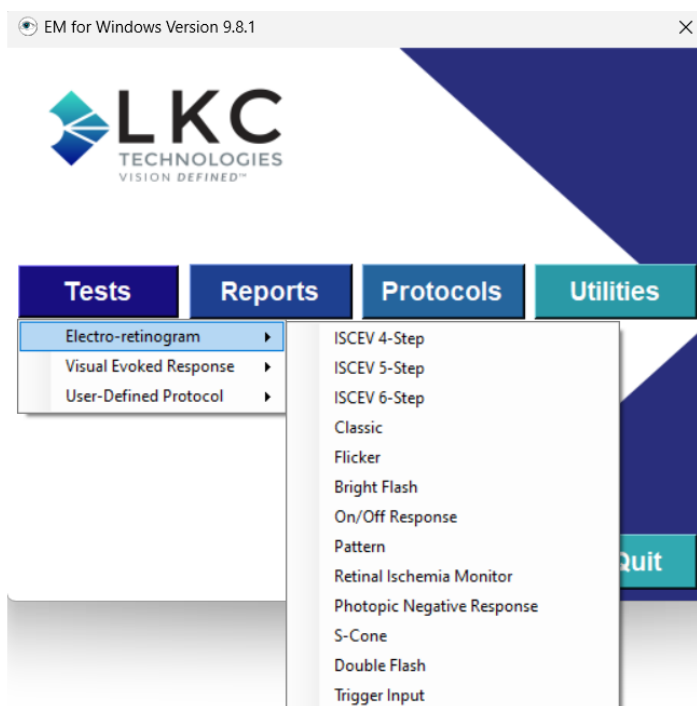 EM for Windows Version 9.8.1
LKC
TECHNOLOGIES
VISION DEFINED™
Tests
Reports
Protocols
Utilities
Electro-retinogram
Visual Evoked Response
User-Defined Protocol
ISCEV 4-Step
ISCEV 5-Step
ISCEV 6-Step
Classic
Flicker
Bright Flash
On/Off Response
Pattern
Retinal Ischemia Monitor
Photopic Negative Response
S-Cone
Double Flash
Trigger Input
Quit